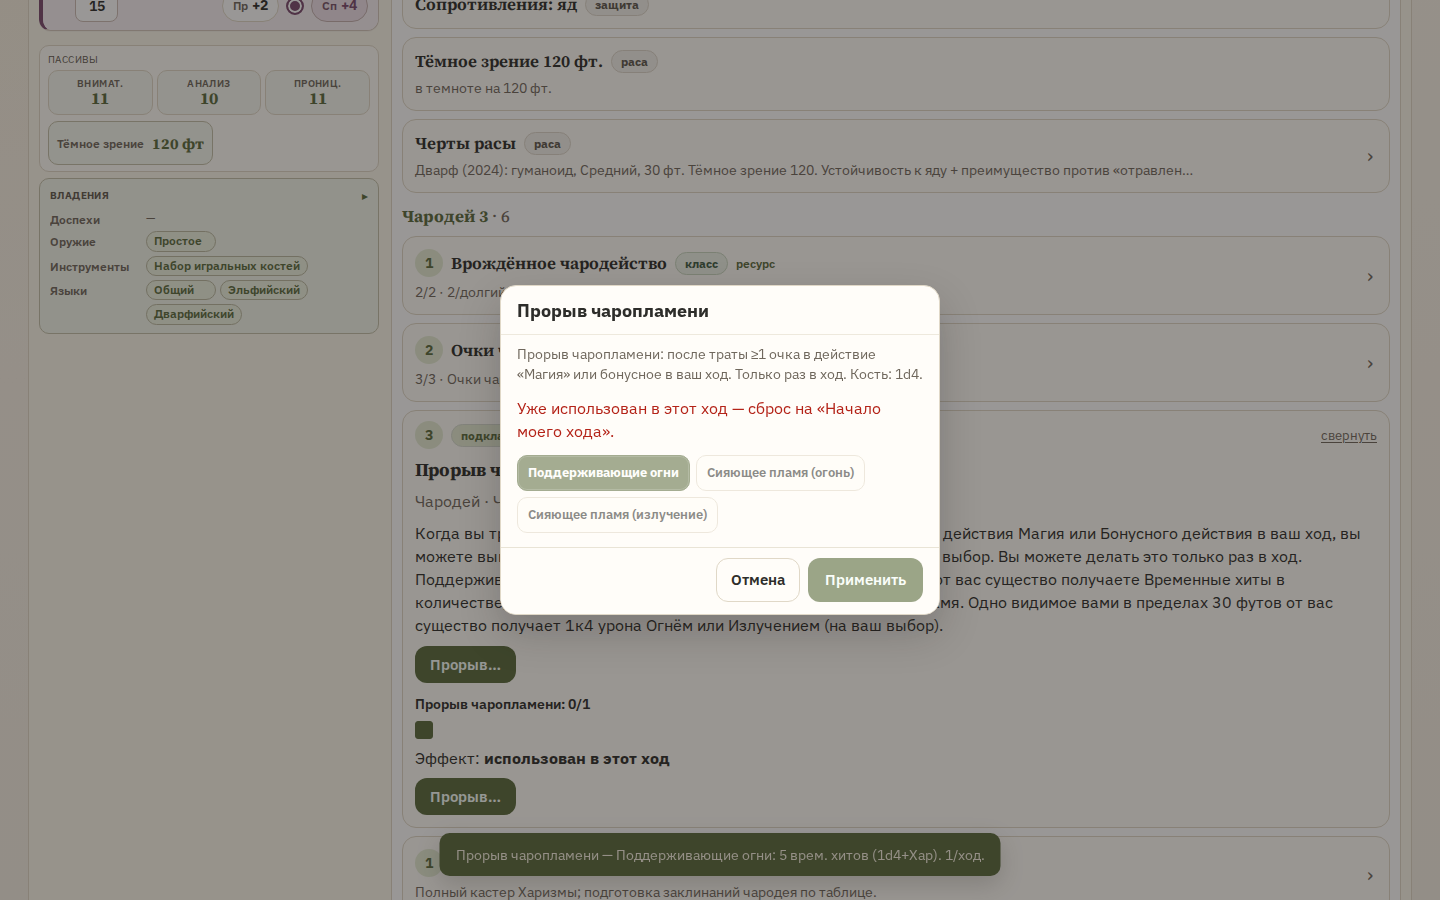 15
Пр +2
Сп +4
ПАССИВЫ
ВНИМАТ.
11
АНАЛИЗ
10
ПРОНИЦ.
11
Тёмное зрение 120 фт
ВЛАДЕНИЯ
Доспехи —
Оружие Простое
Инструменты Набор игральных костей
Языки Общий Эльфийский
Дварфийский
Сопротивления: яд защита
Тёмное зрение 120 фт. раса
в темноте на 120 фт.
Черты расы раса
Дварф (2024): гуманоид, Средний, 30 фт. Тёмное зрение 120. Устойчивость к яду + преимущество против «отравлен…
Чародей 3 · 6
1 Врождённое чародейство класс ресурс
2/2 · 2/долгий
2 Очки
3/3 · Очки ча
3 подкла
свернуть
Прорыв ч
Чародей ·
Когда вы т действия Магия или Бонусного действия в ваш ход, вы
можете вы выбор. Вы можете делать это только раз в ход.
Поддержив от вас существо получаете Временные хиты в
количестве мя. Одно видимое вами в пределах 30 футов от вас
существо получает 1к4 урона Огнём или Излучением (на ваш выбор).
Прорыв…
Прорыв чаропламени: 0/1
Эффект: использован в этот ход
Прорыв…
1
Полный кастер Харизмы; подготовка заклинаний чародея по таблице.
Прорыв чаропламени
Прорыв чаропламени: после траты ≥1 очка в действие
«Магия» или бонусное в ваш ход. Только раз в ход. Кость: 1d4.
Уже использован в этот ход — сброс на «Начало
моего хода».
Поддерживающие огни
Сияющее пламя (огонь)
Сияющее пламя (излучение)
Отмена
Применить
Прорыв чаропламени — Поддерживающие огни: 5 врем. хитов (1d4+Хар). 1/ход.